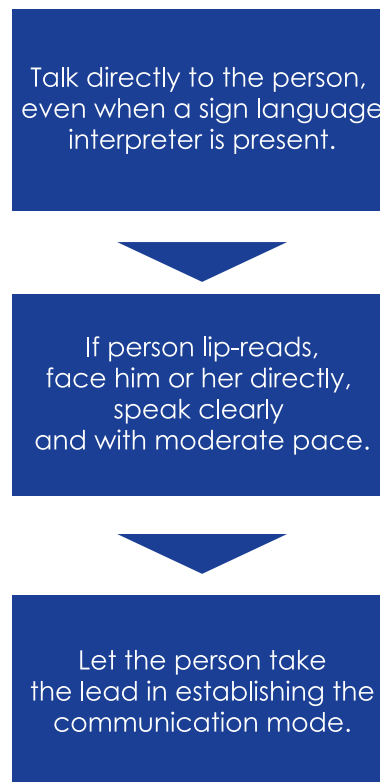 Talk directly to the person,
even when a sign language
interpreter is present.
If person lip-reads,
face him or her directly,
speak clearly
and with moderate pace.
Let the person take
the lead in establishing the
communication mode.